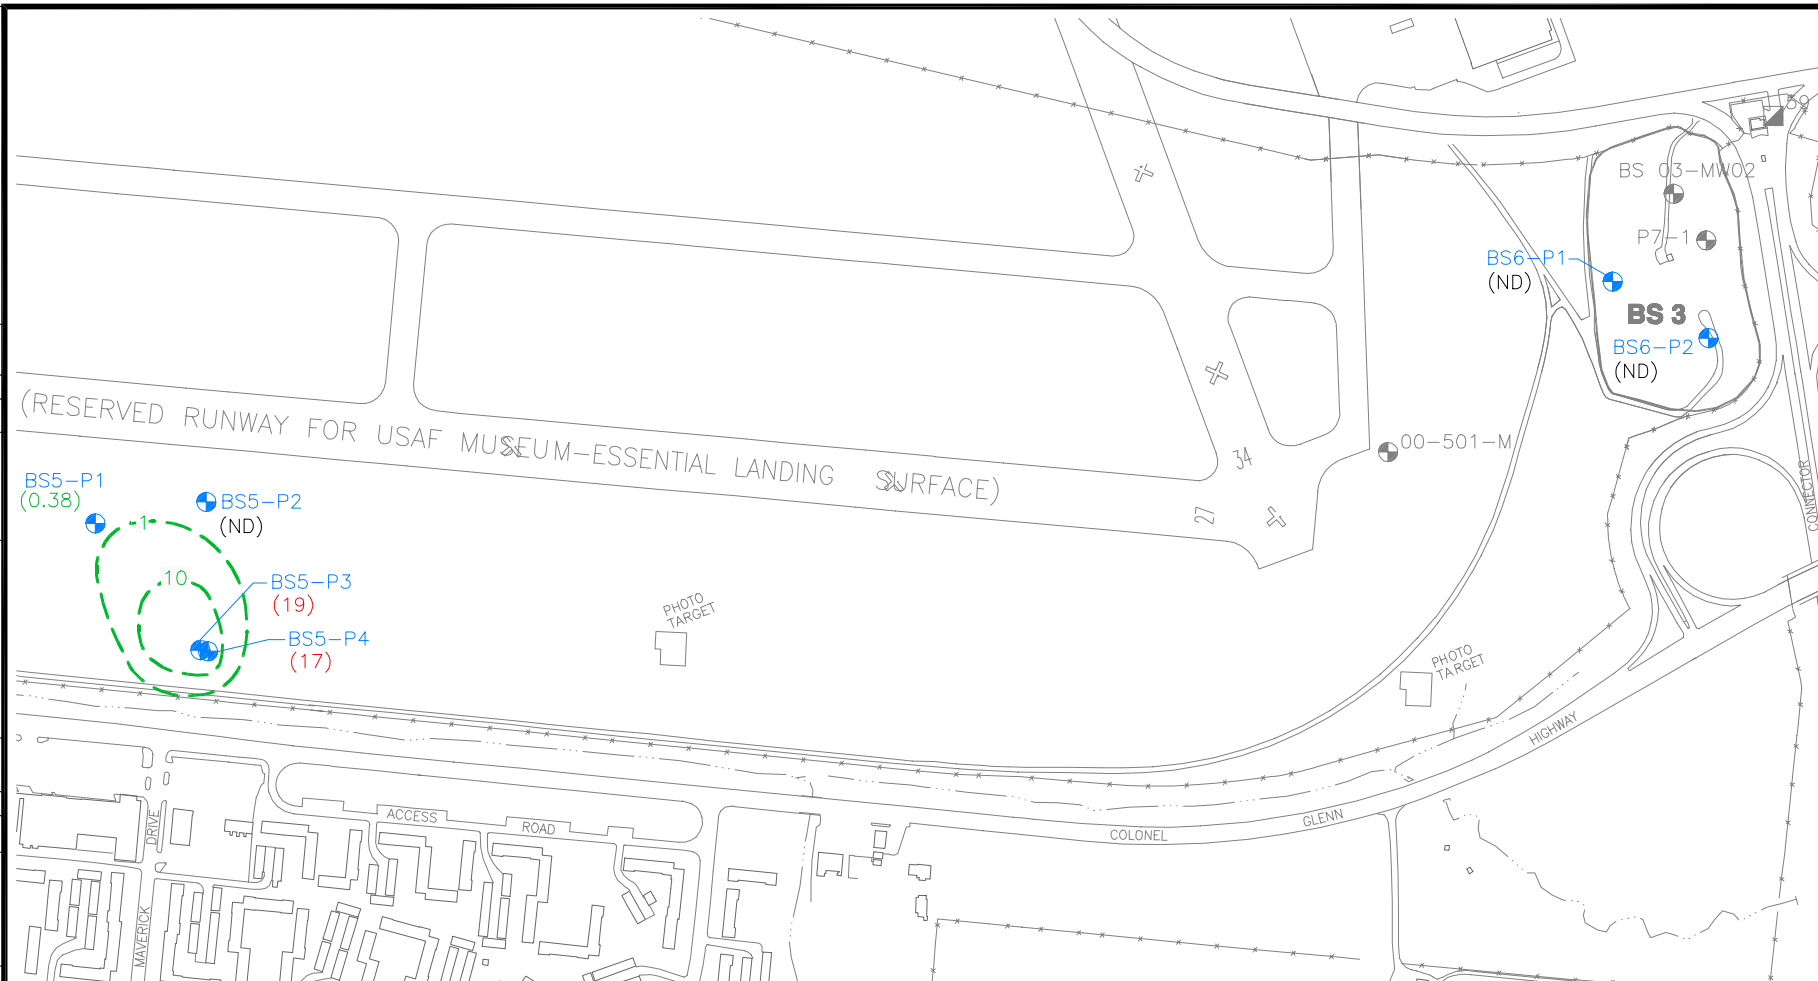 BS 03-MW02
P7-1
BS6-P1
(ND)
BS 3
BS6-P2
(ND)
(RESERVED RUNWAY FOR USAF MUSEUM-ESSENTIAL LANDING SURFACE)
34
27
00-501-M
CONNECTOR
BS5-P1
(0.38)
BS5-P2
(ND)
1
10
BS5-P3
(19)
BS5-P4
(17)
PHOTO
TARGET
PHOTO
TARGET
HIGHWAY
GLENN
COLONEL
ACCESS
ROAD
DRIVE
MAVERICK